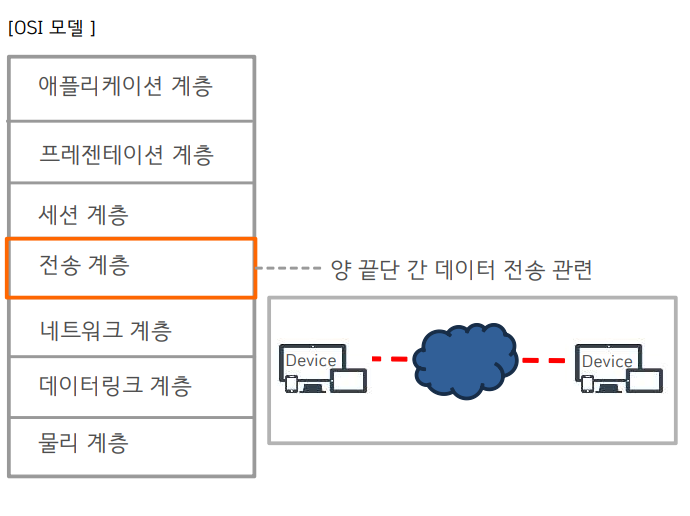 [OSI 모델 ]
애플리케이션 계층
프레젠테이션 계층
세션 계층
전송 계층
양 끝단 간 데이터 전송 관련
네트워크 계층
Device
Device
데이터링크 계층
물리 계층